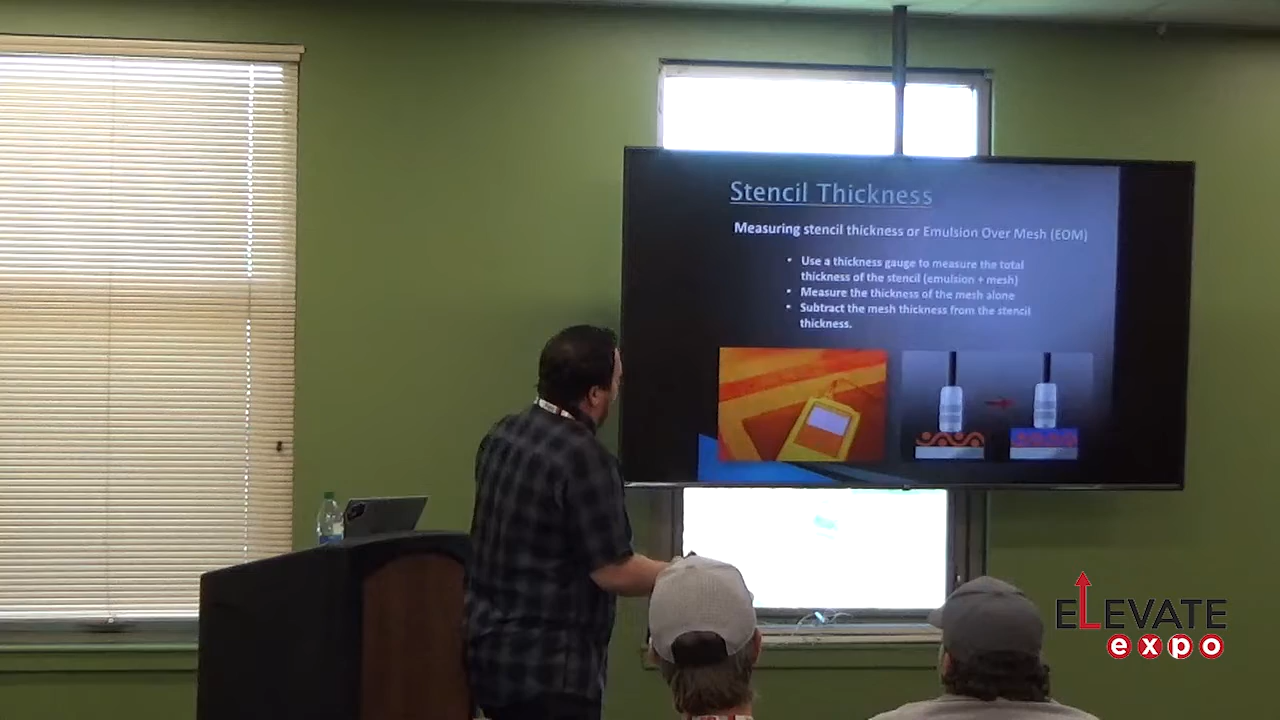 Stencil Thickness
Measuring stencil thickness or Emulsion Over Mesh (EOM)
• Use a thickness gauge to measure the total
thickness of the stencil (emulsion + mesh)
• Measure the thickness of the mesh alone
• Subtract the mesh thickness from the stencil
thickness.
ELEVATE
expo